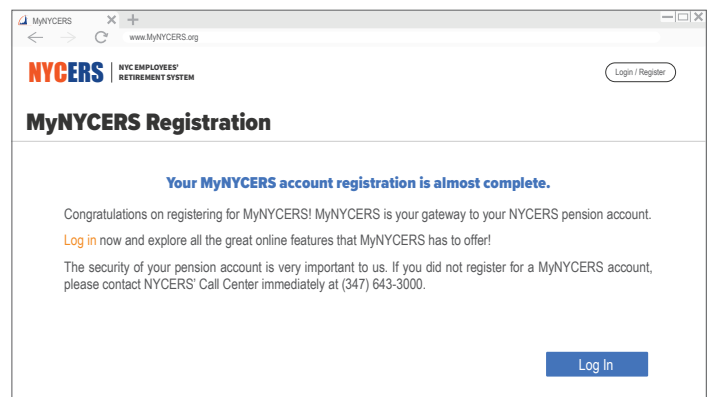 MyNYCERS
www.MyNYCERS.org
NYCERS
NYC EMPLOYEES'
RETIREMENT SYSTEM
Login / Register
MyNYCERS Registration
Your MyNYCERS account registration is almost complete.
Congratulations on registering for MyNYCERS! MyNYCERS is your gateway to your NYCERS pension account.
Log in now and explore all the great online features that MyNYCERS has to offer!
The security of your pension account is very important to us. If you did not register for a MyNYCERS account,
please contact NYCERS' Call Center immediately at (347) 643-3000.
Log In